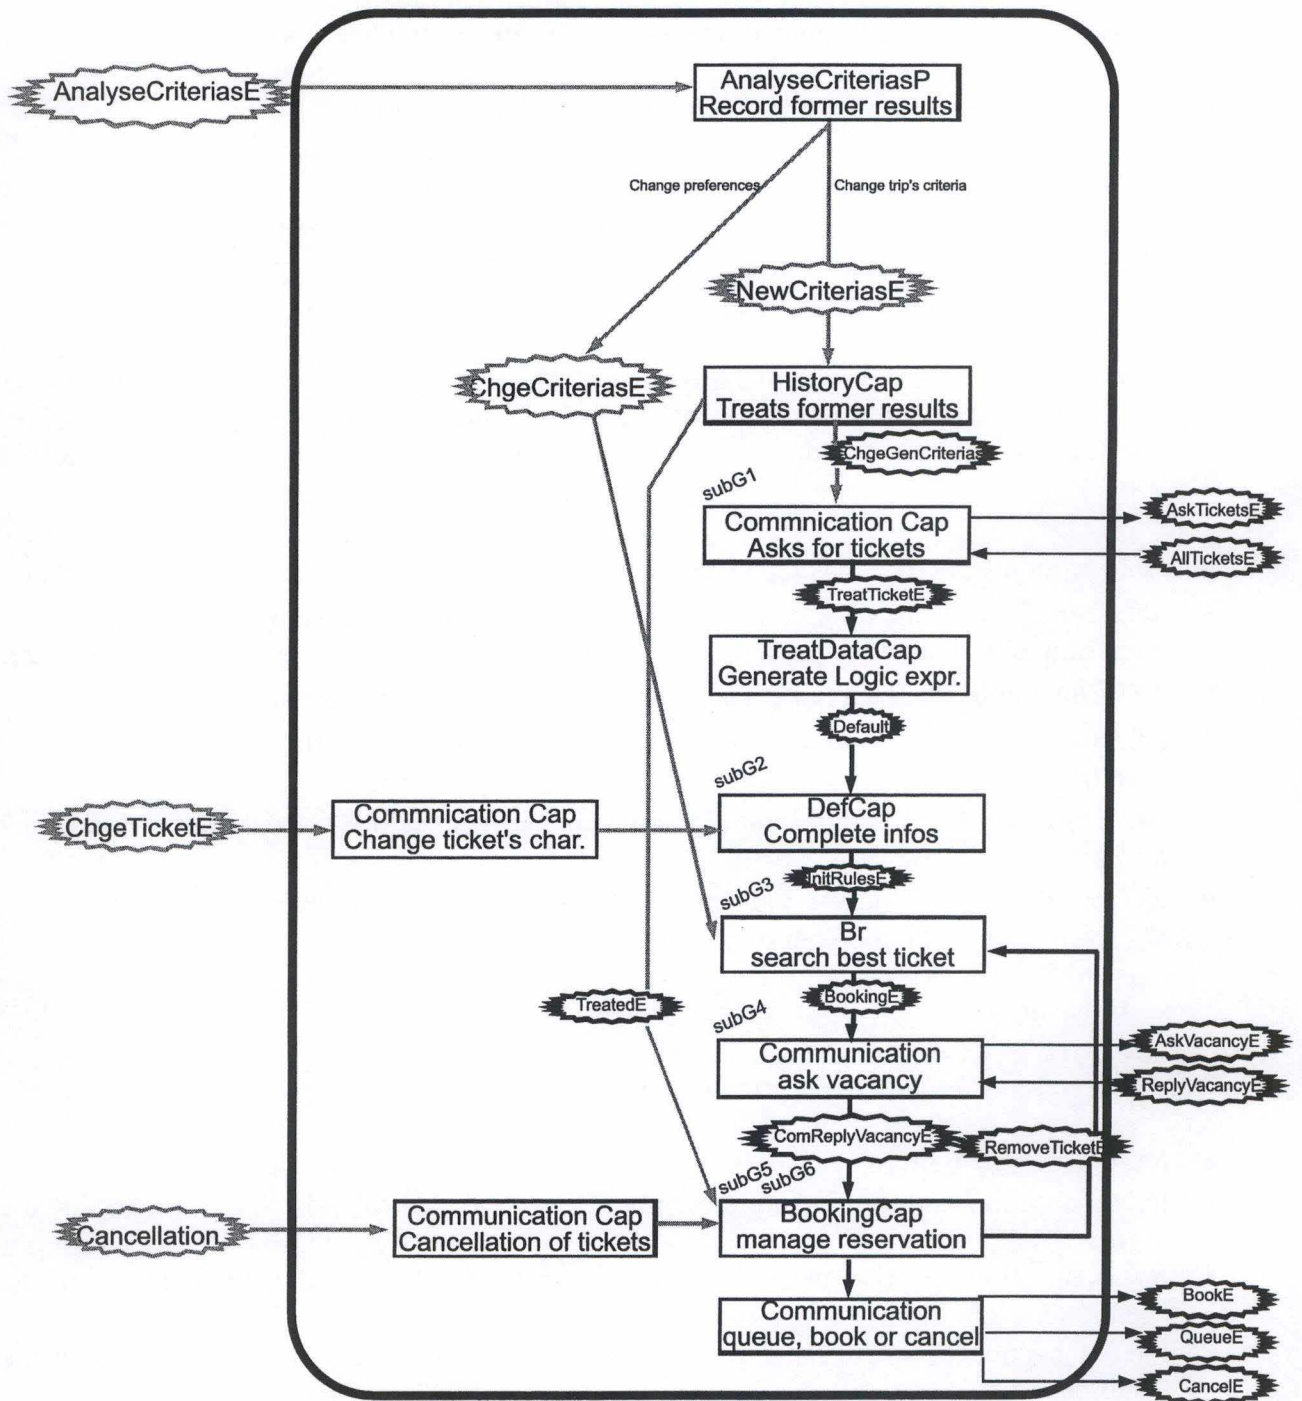 AnalyseCriteriasE
AnalyseCriteriasP
Record former results
Change preferences
Change trip's criteria
NewCriteriasE
ChgeCriteriasE
HistoryCap
Treats former results
ChgeGenCriterias
subG1
Commnication Cap
Asks for tickets
AskTicketsE
AllTicketsE
TreatTicketE
TreatDataCap
Generate Logic expr.
Default
subG2
ChgeTicketE
Commnication Cap
Change ticket's char.
DefCap
Complete infos
InitRulesE
subG3
Br
search best ticket
TreatedE
BookingE
subG4
Communication
ask vacancy
AskVacancyE
ReplyVacancyE
ComReplyVacancyE
RemoveTicketE
subG5
subG6
Cancellation
Communication Cap
Cancellation of tickets
BookingCap
manage reservation
Communication
queue, book or cancel
BookE
QueueE
CancelE